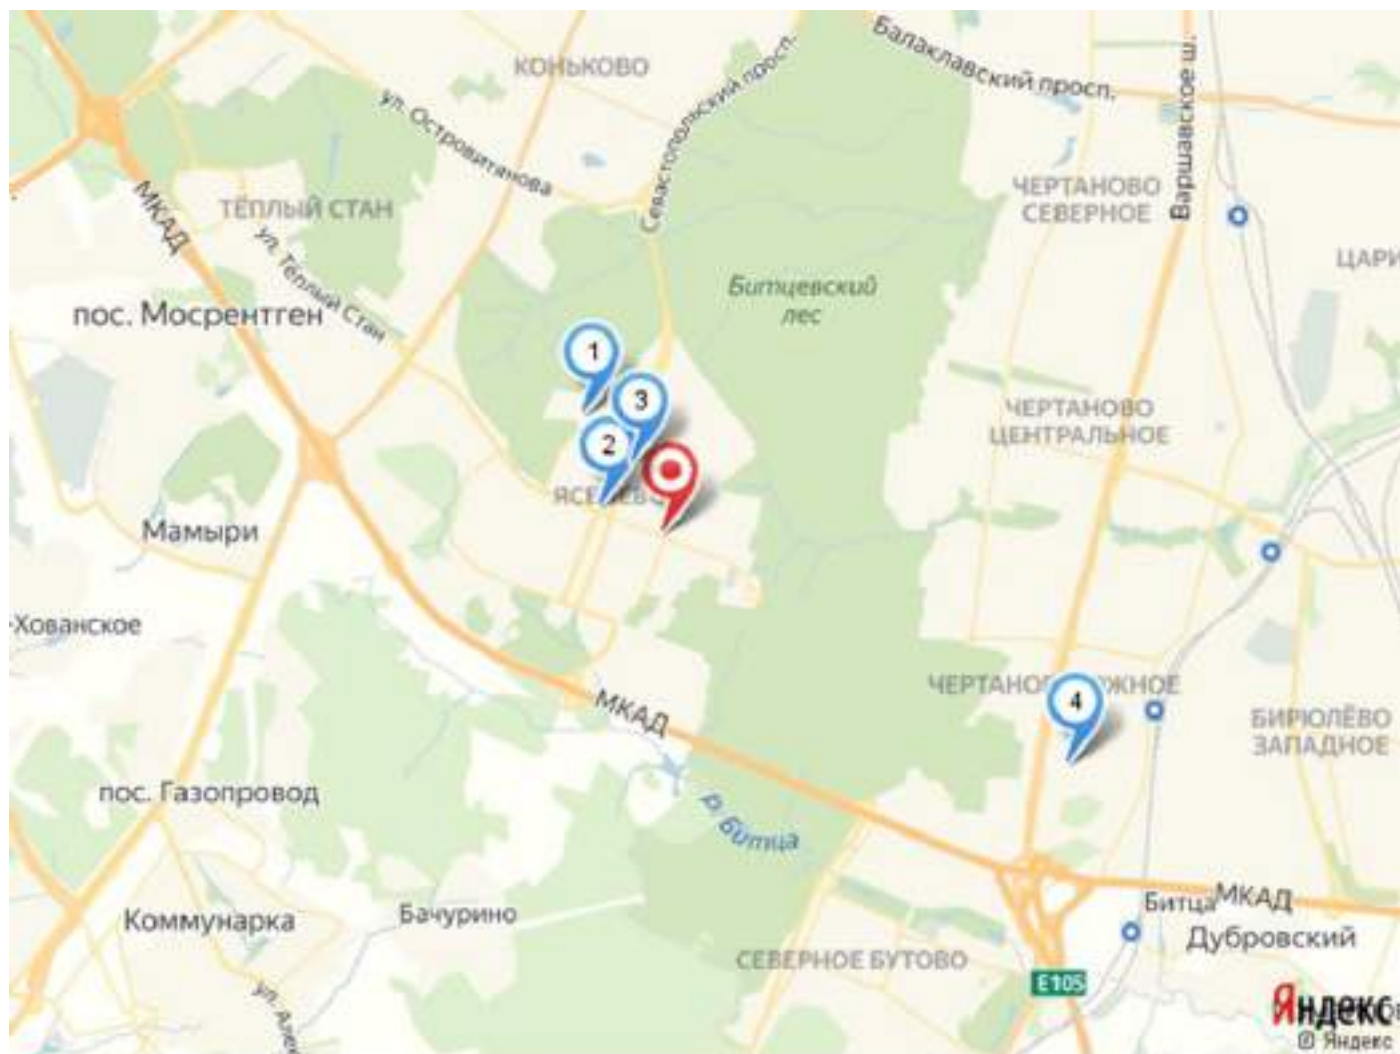 КОНЬКОВО
Балаклавский просп.
Севастопольский просп.
Варшавское ш.
ул. Островитянова
МКАД
ТЁПЛЫЙ СТАН
ул. Тёплый Стан
ЧЕРТАНОВО
СЕВЕРНОЕ
ЦАРИ
Битцевский
лес
пос. Мосрентген
1
3
2
ЧЕРТАНОВО
ЦЕНТРАЛЬНОЕ
Мамыри
-Хованское
МКАД
4
БИРЮЛЁВО
ЗАПАДНОЕ
пос. Газопровод
р. Битца
Коммунарка
Бачурино
Битца
МКАД
Дубровский
СЕВЕРНОЕ БУТОВО
E105
Яндекс
© Яндекс